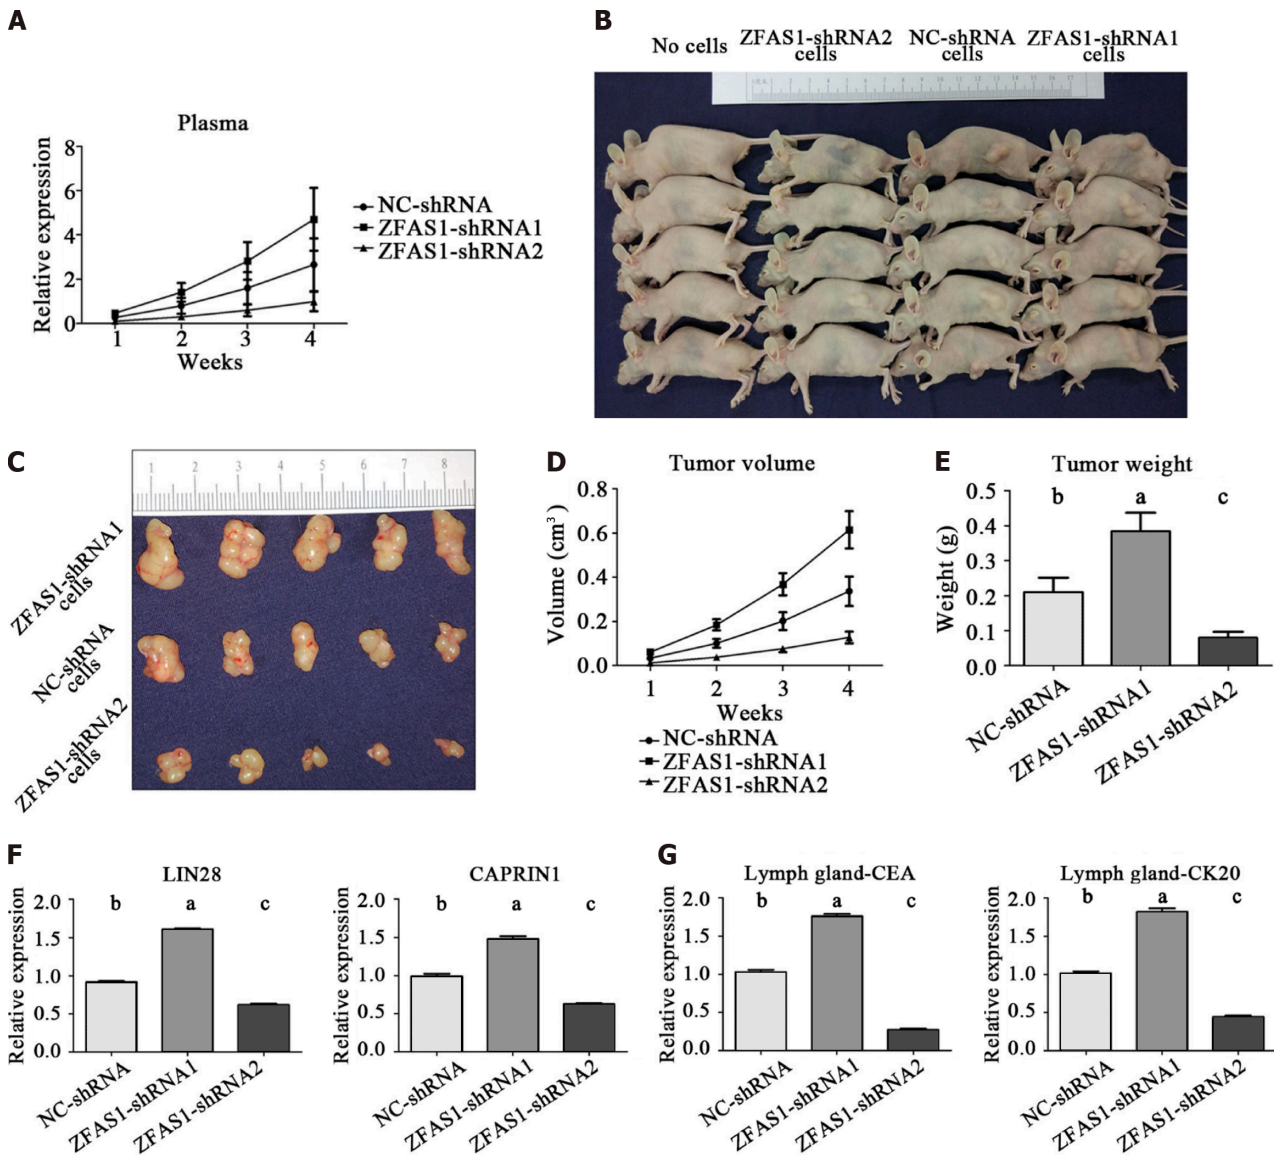 A
Plasma
Relative expression
8
6
4
2
0
1 2 3 4
Weeks
NC-shRNA
ZFAS1-shRNA1
ZFAS1-shRNA2
B
No cells
ZFAS1-shRNA2
cells
NC-shRNA
cells
ZFAS1-shRNA1
cells
C
1 2 3 4 5 6 7 8
ZFAS1-shRNA1
cells
NC-shRNA
cells
ZFAS1-shRNA2
cells
D
Tumor volume
Volume (cm³)
0.8
0.6
0.4
0.2
0.0
1 2 3 4
Weeks
NC-shRNA
ZFAS1-shRNA1
ZFAS1-shRNA2
E
Tumor weight
Weight (g)
0.5
0.4
0.3
0.2
0.1
0.0
b a c
NC-shRNA
ZFAS1-shRNA1
ZFAS1-shRNA2
F
LIN28
Relative expression
2.0
1.5
1.0
0.5
0.0
b a c
NC-shRNA
ZFAS1-shRNA1
ZFAS1-shRNA2
CAPRIN1
Relative expression
2.0
1.5
1.0
0.5
0.0
b a c
NC-shRNA
ZFAS1-shRNA1
ZFAS1-shRNA2
G
Lymph gland-CEA
Relative expression
2.0
1.5
1.0
0.5
0.0
b a c
NC-shRNA
ZFAS1-shRNA1
ZFAS1-shRNA2
Lymph gland-CK20
Relative expression
2.0
1.5
1.0
0.5
0.0
b a c
NC-shRNA
ZFAS1-shRNA1
ZFAS1-shRNA2